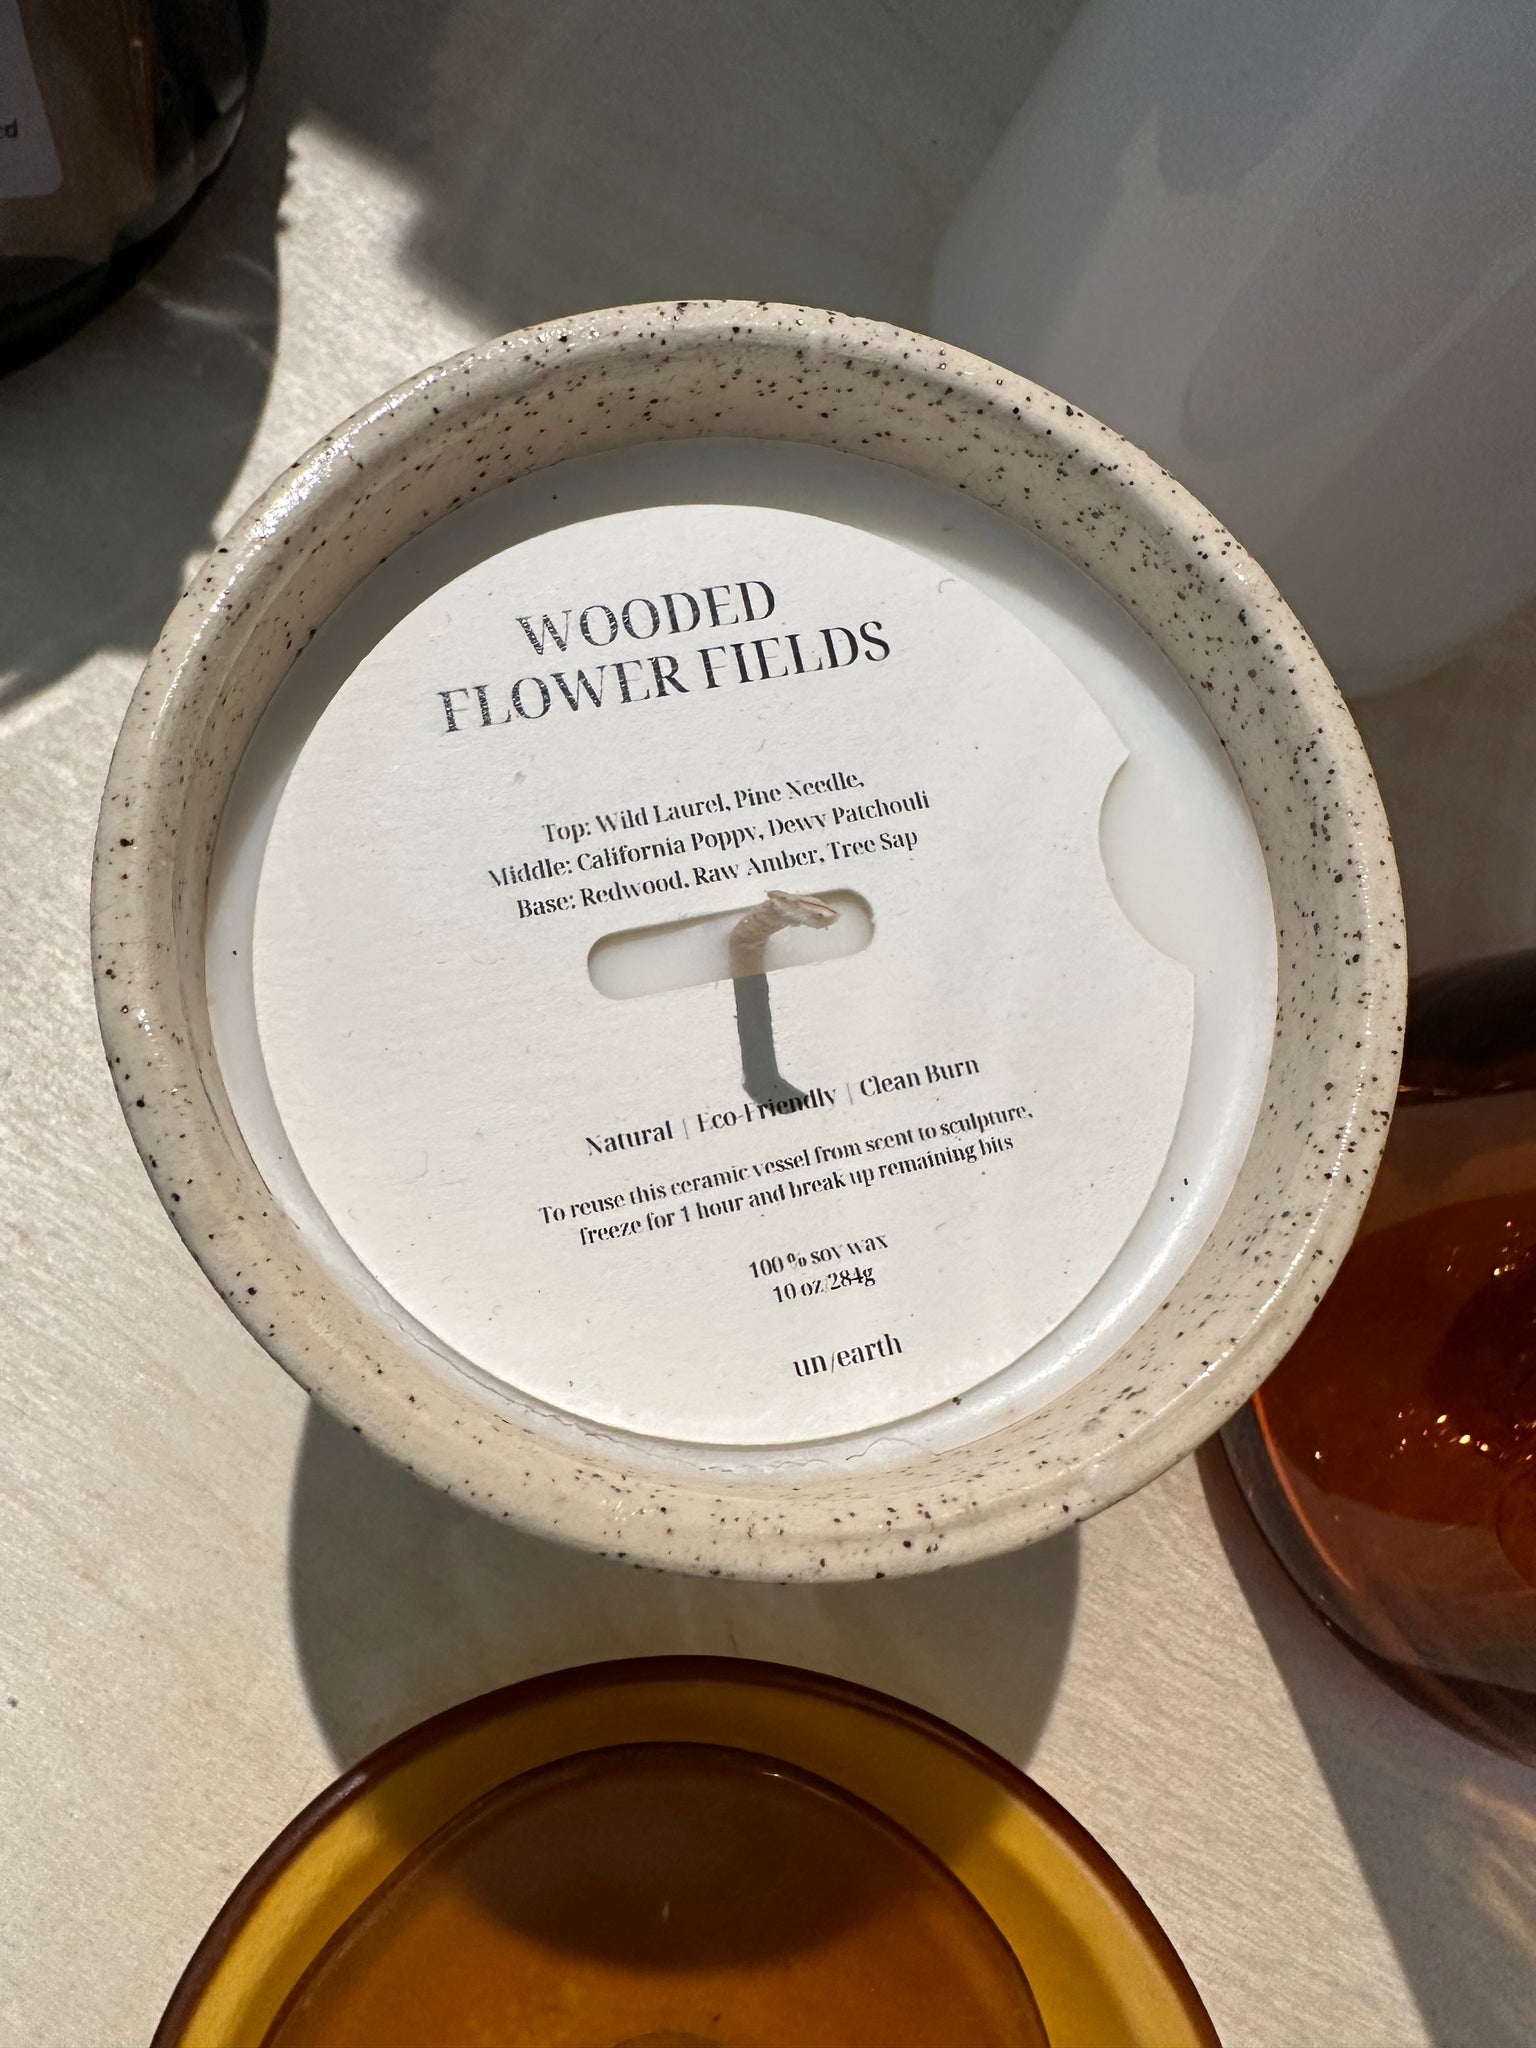 WOODED
FLOWER FIELDS
Top: Wild Laurel, Pine Needle,
Middle: California Poppy, Dewy Patchouli
Base: Redwood, Raw Amber, Tree Sap
Natural | Eco-Friendly | Clean Burn
To reuse this ceramic vessel from scent to sculpture,
freeze for 1 hour and break up remaining bits
100 % soy wax
10 oz/284g
un/earth